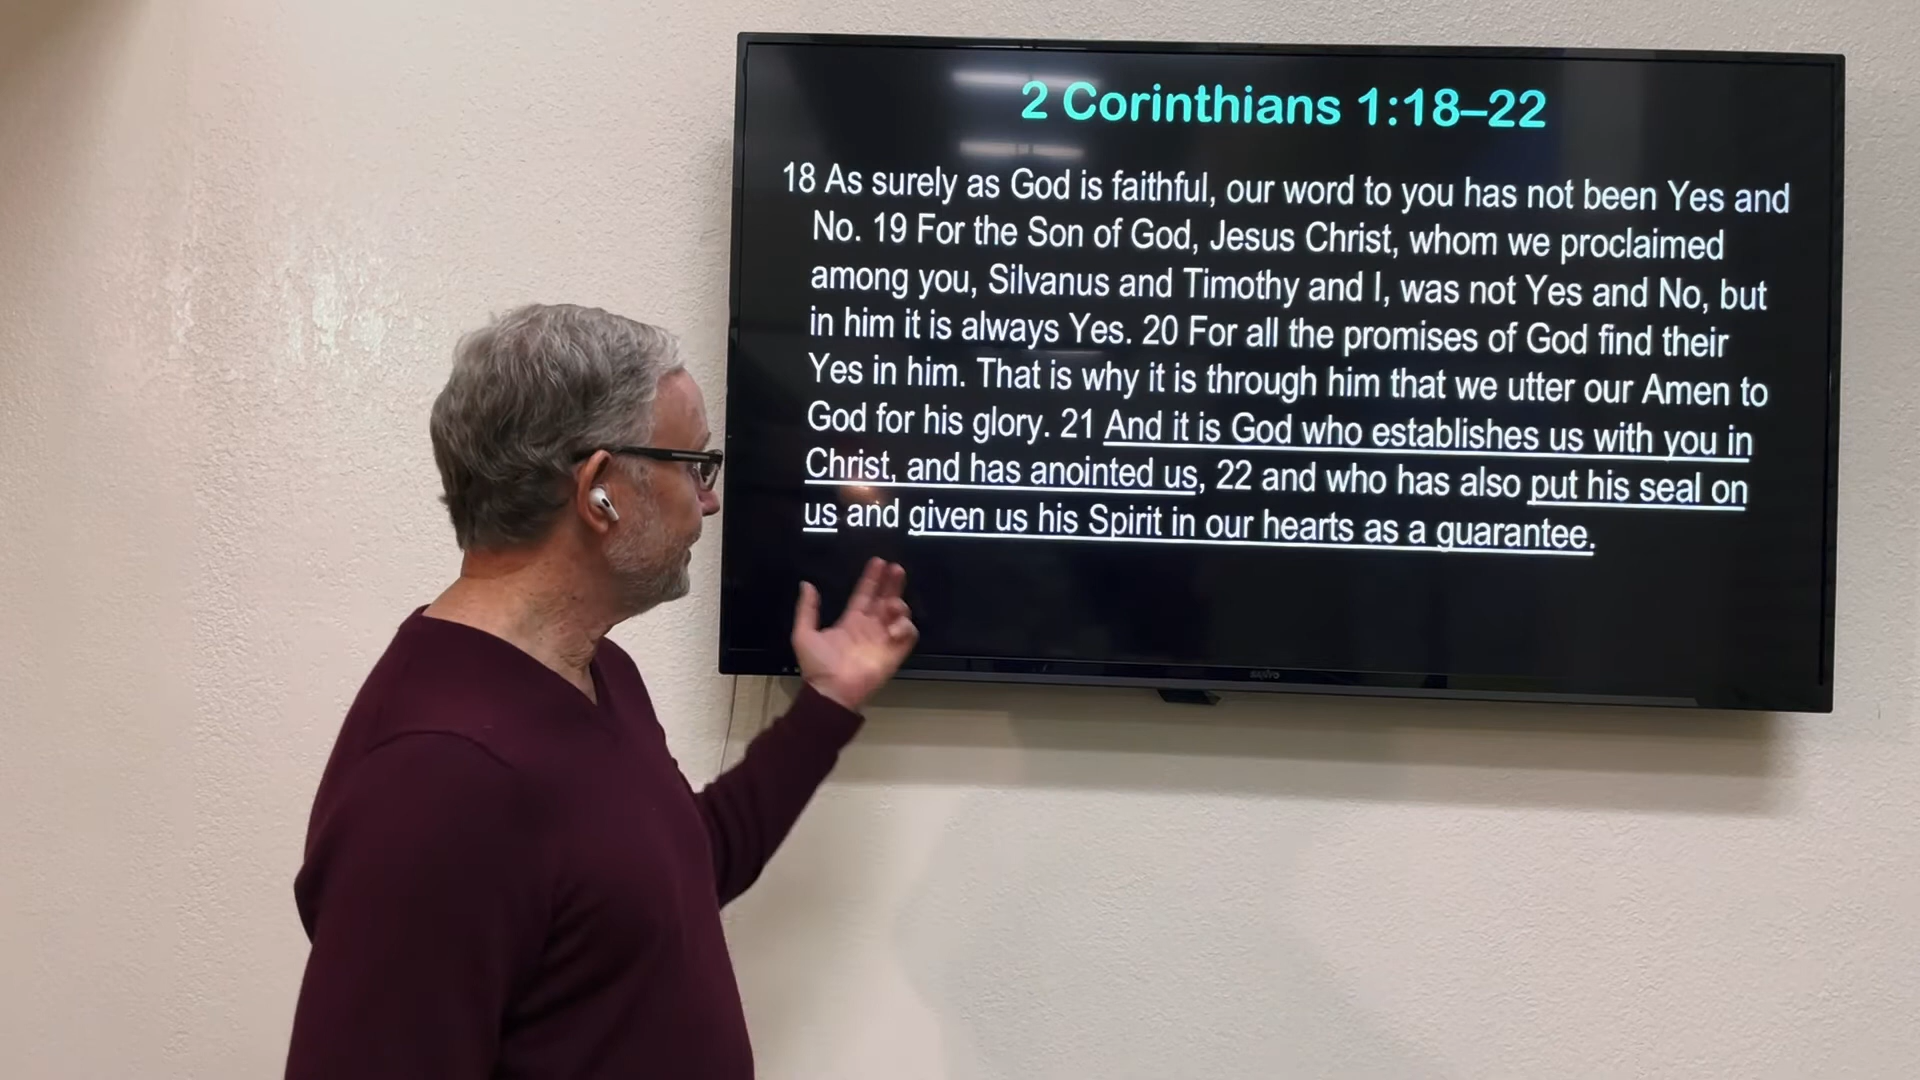 2 Corinthians 1:18–22
18 As surely as God is faithful, our word to you has not been Yes and
No. 19 For the Son of God, Jesus Christ, whom we proclaimed
among you, Silvanus and Timothy and I, was not Yes and No, but
in him it is always Yes. 20 For all the promises of God find their
Yes in him. That is why it is through him that we utter our Amen to
God for his glory. 21 And it is God who establishes us with you in
Christ, and has anointed us, 22 and who has also put his seal on
us and given us his Spirit in our hearts as a guarantee.
SANYO